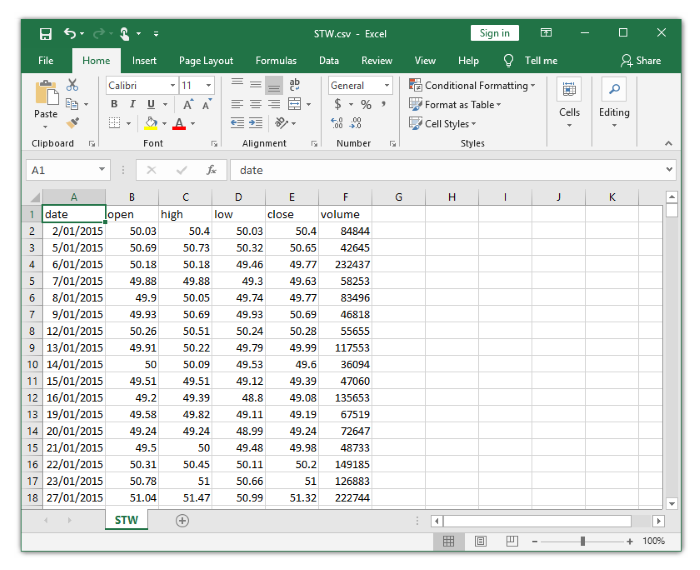 STW.csv - Excel Sign in
File Home Insert Page Layout Formulas Data Review View Help Tell me Share
Paste Calibri 11 ab c General Conditional Formatting
B I U A A $ % , Format as Table Cells Editing
A .00 .00 Cell Styles
Clipboard Font Alignment Number Styles
A1 fx date
A B C D E F G H I J K
1 date open high low close volume
2 2/01/2015 50.03 50.4 50.03 50.4 84844
3 5/01/2015 50.69 50.73 50.32 50.65 42645
4 6/01/2015 50.18 50.18 49.46 49.77 232437
5 7/01/2015 49.88 49.88 49.3 49.63 58253
6 8/01/2015 49.9 50.05 49.74 49.77 83496
7 9/01/2015 49.93 50.69 49.93 50.69 46818
8 12/01/2015 50.26 50.51 50.24 50.28 55655
9 13/01/2015 49.91 50.22 49.79 49.99 117553
10 14/01/2015 50 50.09 49.53 49.6 36094
11 15/01/2015 49.51 49.51 49.12 49.39 47060
12 16/01/2015 49.2 49.39 48.8 49.08 135653
13 19/01/2015 49.58 49.82 49.11 49.19 67519
14 20/01/2015 49.24 49.24 48.99 49.24 72647
15 21/01/2015 49.5 50 49.48 49.98 48733
16 22/01/2015 50.31 50.45 50.11 50.2 149185
17 23/01/2015 50.78 51 50.66 51 126883
18 27/01/2015 51.04 51.47 50.99 51.32 222744
STW
100%